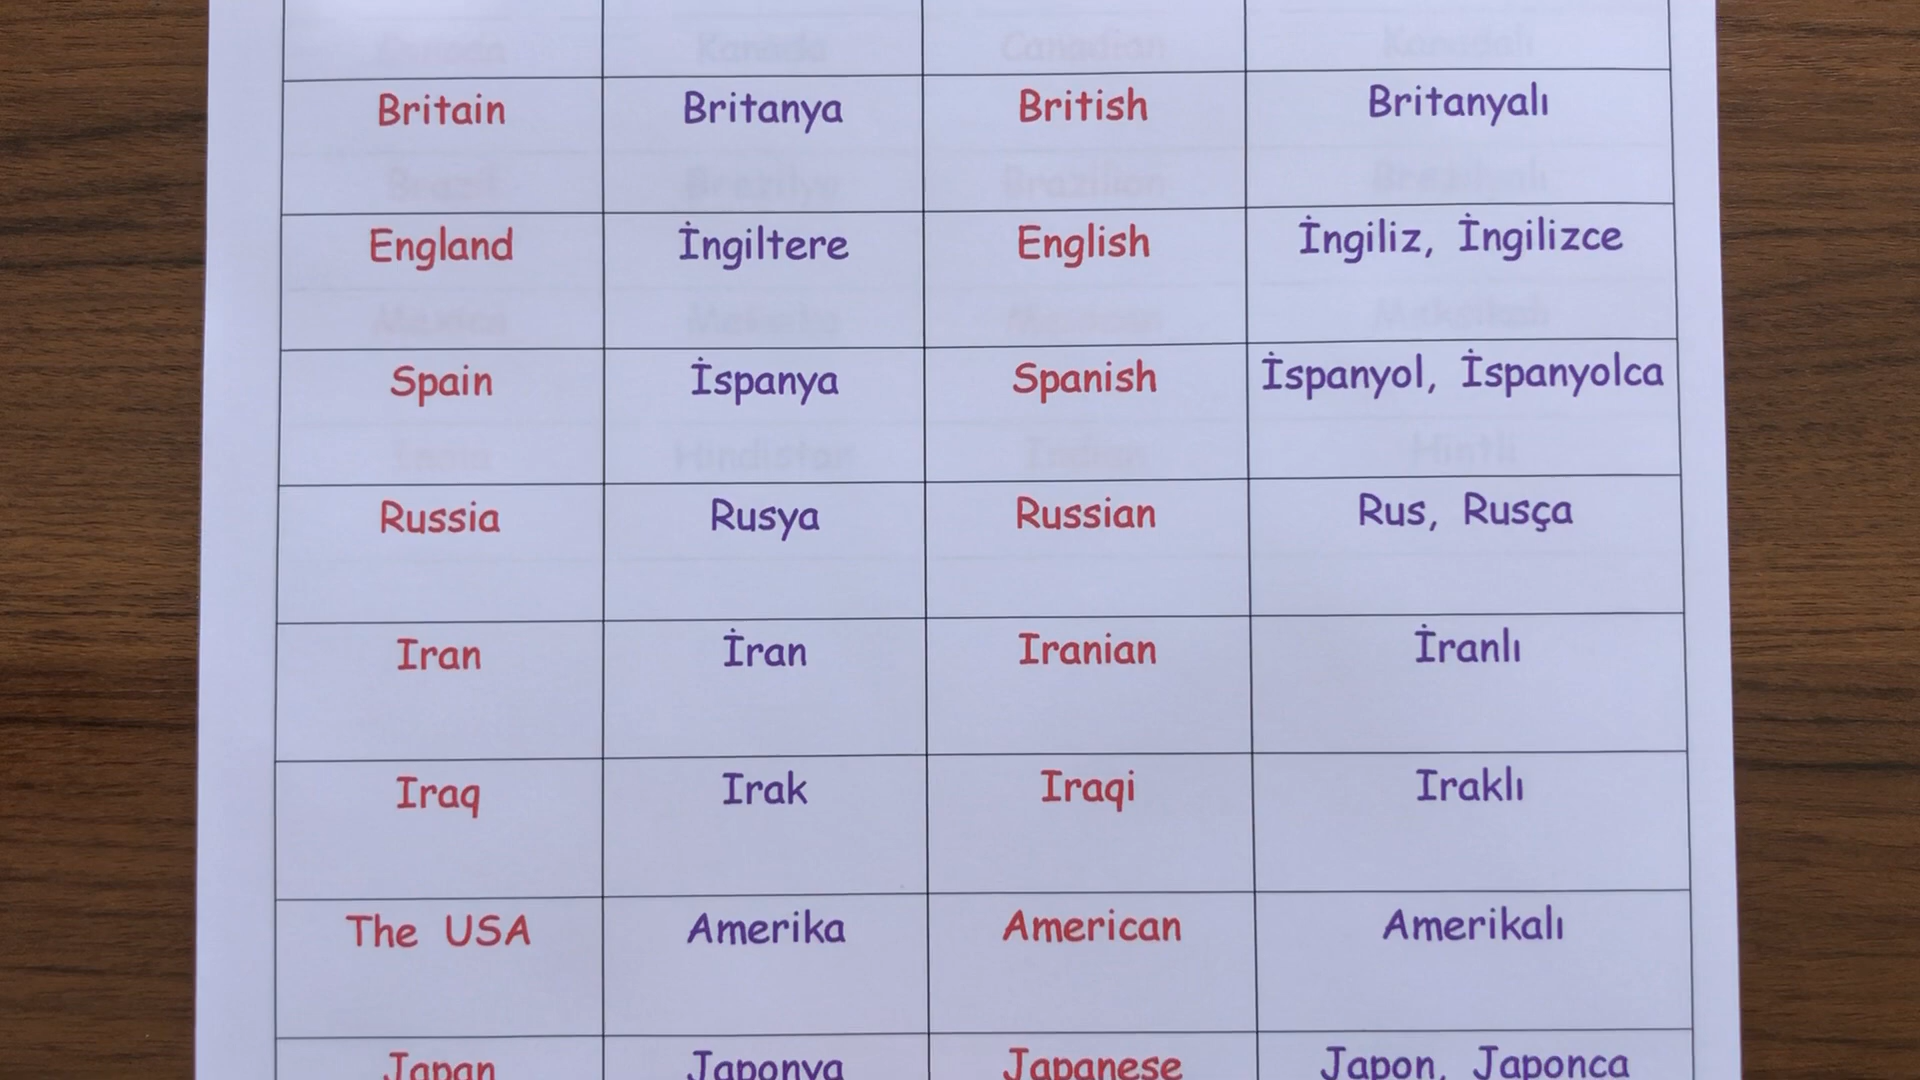 Britain Britanya British Britanyalı
England İngiltere English İngiliz, İngilizce
Spain İspanya Spanish İspanyol, İspanyolca
Russia Rusya Russian Rus, Rusça
Iran İran Iranian İranlı
Iraq Irak Iraqi Iraklı
The USA Amerika American Amerikalı
Japan Japonya Japanese Japon, Japonca